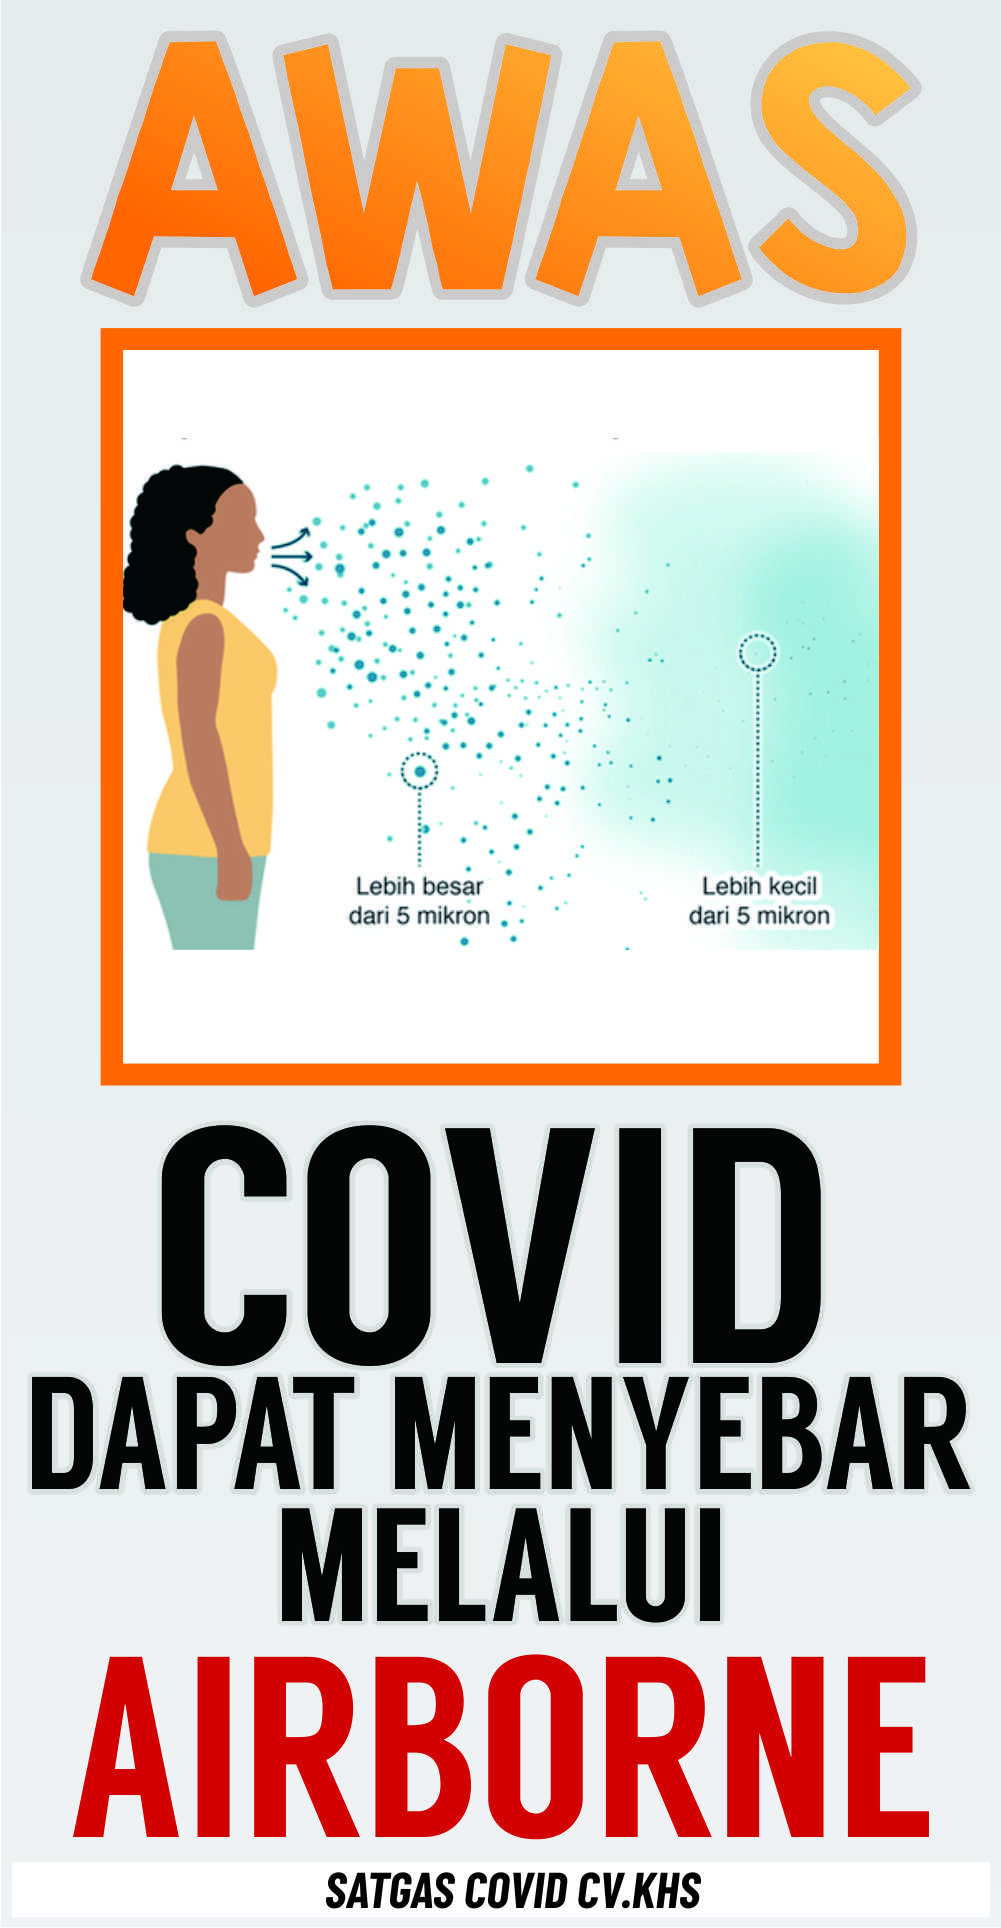 AWAS
Lebih besar
dari 5 mikron
Lebih kecil
dari 5 mikron
COVID
DAPAT MENYEBAR
MELALUI
AIRBORNE
SATGAS COVID CV.KHS